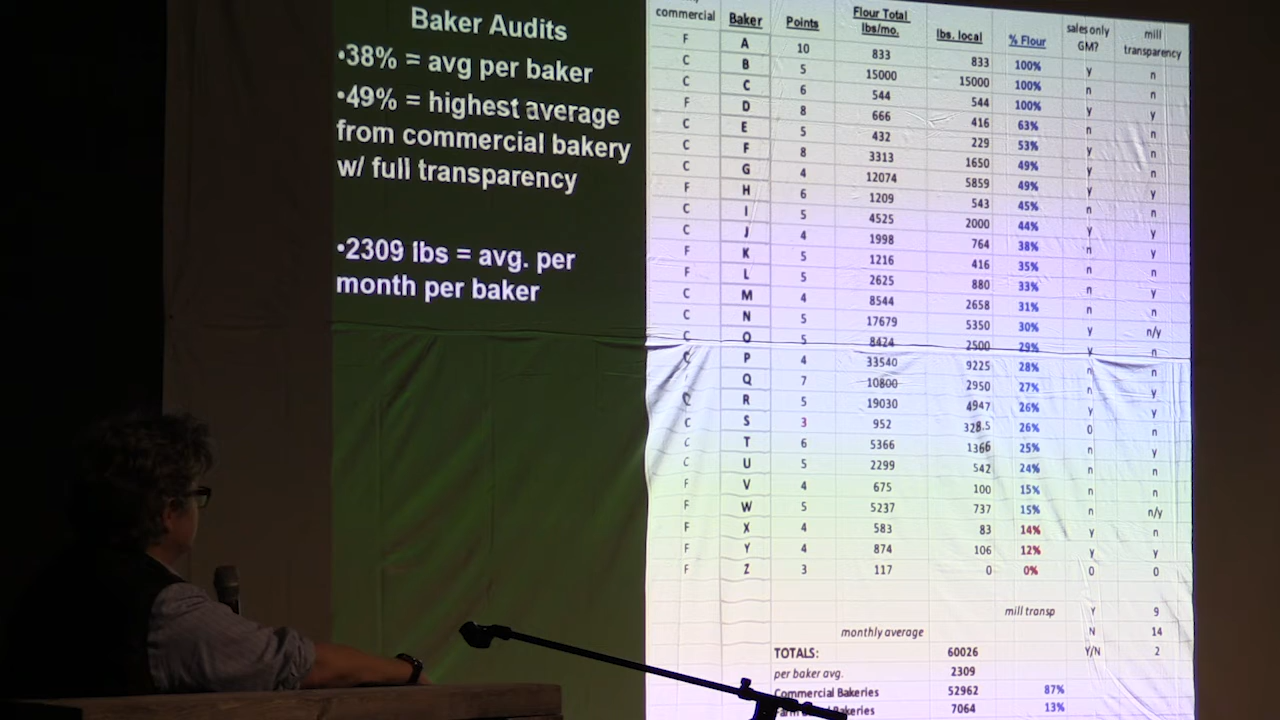 Baker Audits
•38% = avg per baker
•49% = highest average
from commercial bakery
w/ full transparency
•2309 lbs = avg. per
month per baker
commercial Baker Points Flour Total lbs/mo. lbs. local % Flour sales only GM? mill transparency
F A 10 833 833 100% y n
C B 5 15000 15000 100% n n
C C 6 544 544 100% y y
F D 8 666 416 63% n n
C E 5 432 229 53% y n
C F 8 3313 1650 49% y n
C G 4 12074 5859 49% y y
F H 6 1209 543 45% n n
C I 5 4525 2000 44% y y
C J 4 1998 764 38% n y
F K 5 1216 416 35% n n
F L 5 2625 880 33% n y
C M 4 8544 2658 31% n n
C N 5 17679 5350 30% y n/y
C O 5 8424 2500 29% y n
C P 4 33540 9225 28% n n
Q 7 10800 2950 27% n y
C R 5 19030 4947 26% y y
C S 3 952 328.5 26% 0 n
C T 6 5366 1366 25% n y
C U 5 2299 542 24% n n
F V 4 675 100 15% n n
F W 5 5237 737 15% n n/y
F X 4 583 83 14% y n
F Y 4 874 106 12% y y
F Z 3 117 0 0% 0 0
mill transp Y 9
monthly average N 14
TOTALS: 60026 Y/N 2
per baker avg. 2309
Commercial Bakeries 52962 87%
Bakeries 7064 13%